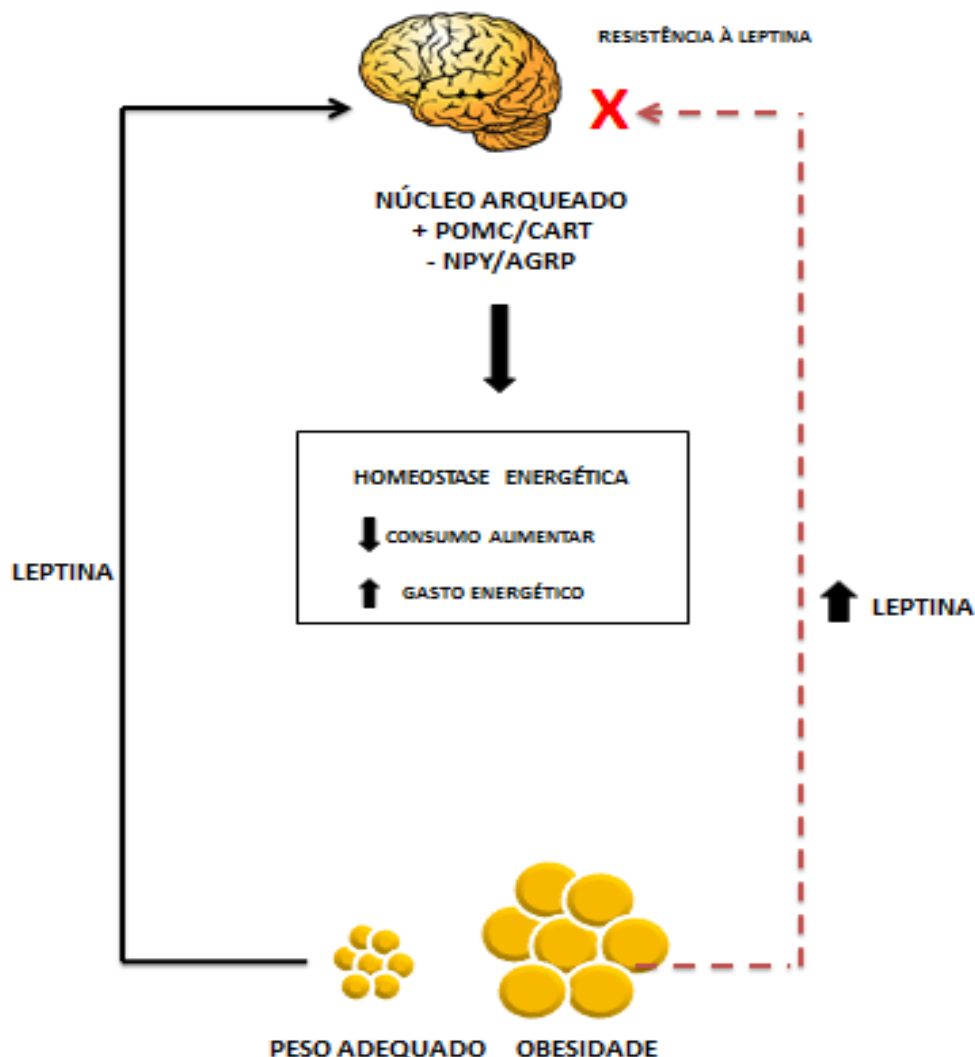 RESISTÊNCIA À LEPTINA
X
NÚCLEO ARQUEADO
+ POMC/CART
- NPY/AGRP
HOMEOSTASE ENERGÉTICA
CONSUMO ALIMENTAR
GASTO ENERGÉTICO
LEPTINA
LEPTINA
PESO ADEQUADO OBESIDADE